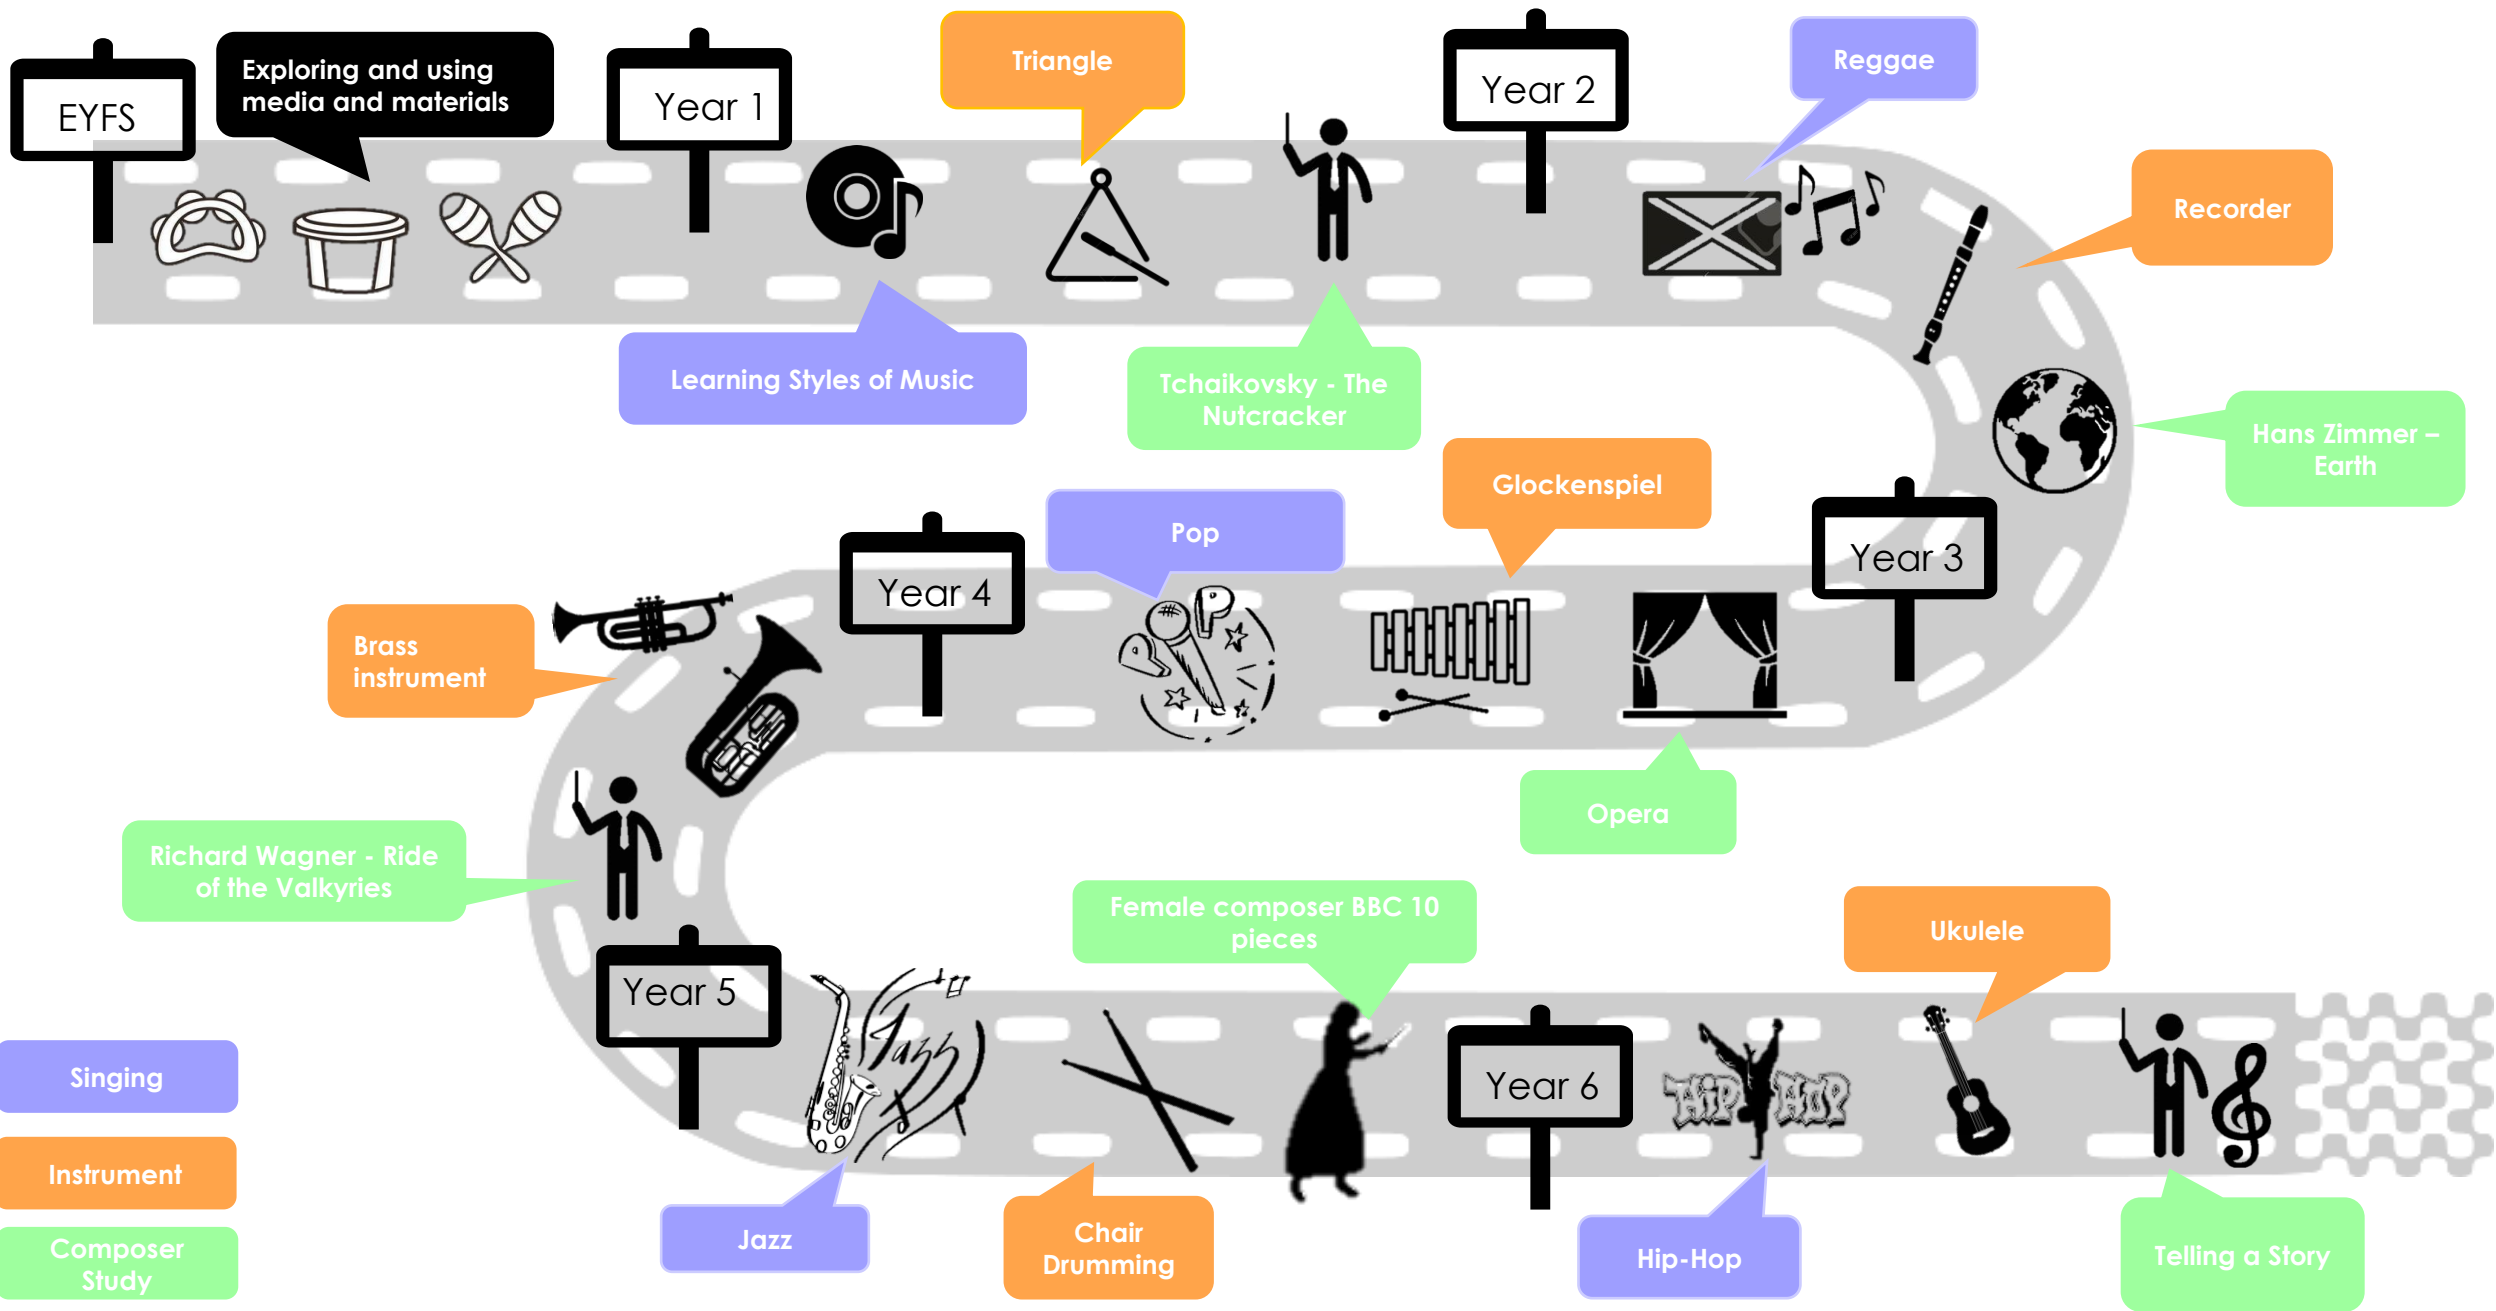 EYFS
Exploring and using
media and materials
Year 1
Triangle
Year 2
Reggae
Recorder
Learning Styles of Music
Tchaikovsky - The
Nutcracker
Hans Zimmer –
Earth
Year 3
Glockenspiel
Pop
POP
Year 4
Opera
Brass
instrument
Richard Wagner - Ride
of the Valkyries
Year 5
Female composer BBC 10
pieces
Ukulele
Jazz
Year 6
HIP HOP
Singing
Instrument
Composer
Study
Jazz
Chair
Drumming
Hip-Hop
Telling a Story